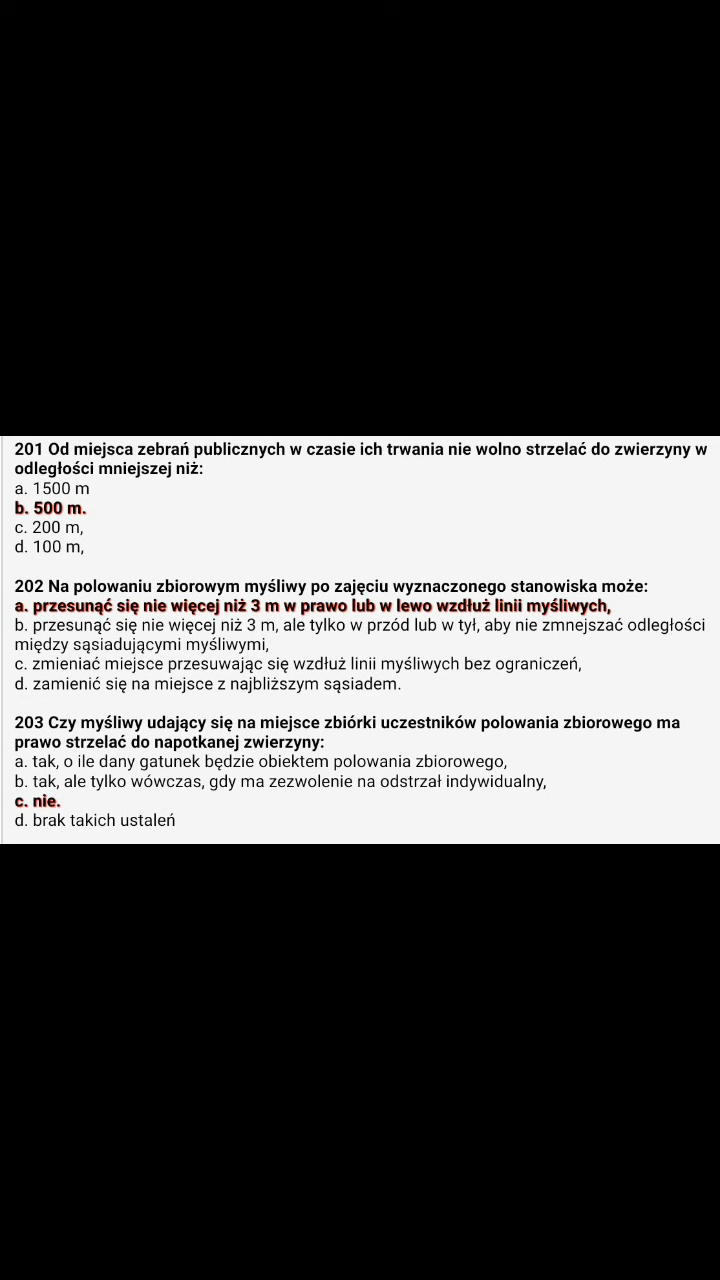 201 Od miejsca zebrań publicznych w czasie ich trwania nie wolno strzelać do zwierzyny w
odległości mniejszej niż:
a. 1500 m
b. 500 m.
c. 200 m,
d. 100 m,
202 Na polowaniu zbiorowym myśliwy po zajęciu wyznaczonego stanowiska może:
a. przesunąć się nie więcej niż 3 m w prawo lub w lewo wzdłuż linii myśliwych,
b. przesunąć się nie więcej niż 3 m, ale tylko w przód lub w tył, aby nie zmnejszać odległości
między sąsiadującymi myśliwymi,
c. zmieniać miejsce przesuwając się wzdłuż linii myśliwych bez ograniczeń,
d. zamienić się na miejsce z najbliższym sąsiadem.
203 Czy myśliwy udający się na miejsce zbiórki uczestników polowania zbiorowego ma
prawo strzelać do napotkanej zwierzyny:
a. tak, o ile dany gatunek będzie obiektem polowania zbiorowego,
b. tak, ale tylko wówczas, gdy ma zezwolenie na odstrzał indywidualny,
c. nie.
d. brak takich ustaleń